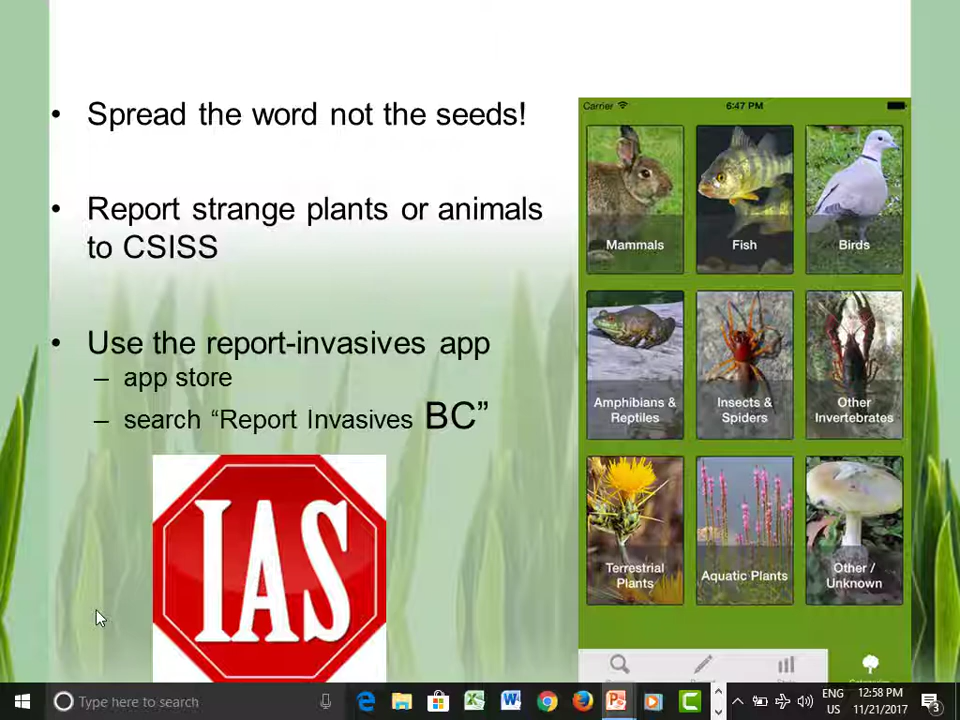 • Spread the word not the seeds!
• Report strange plants or animals
to CSISS
• Use the report-invasives app
– app store
– search “Report Invasives BC”
IAS
Carrier 6:47 PM
Mammals
Fish
Birds
Amphibians &
Reptiles
Insects &
Spiders
Other
Invertebrates
Terrestrial
Plants
Aquatic Plants
Other /
Unknown
Type here to search
ENG
US
12:58 PM
11/21/2017
3